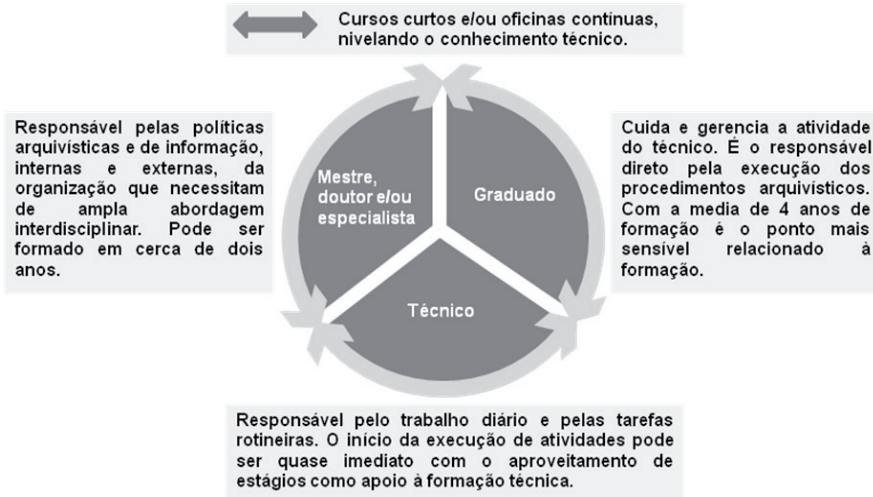 Cursos curtos e/ou oficinas contínuas,
nivelando o conhecimento técnico.
Responsável pelas políticas
arquivísticas e de informação,
internas e externas, da
organização que necessitam
de ampla abordagem
interdisciplinar. Pode ser
formado em cerca de dois
anos.
Mestre,
doutor e/ou
especialista
Graduado
Cuida e gerencia a atividade
do técnico. É o responsável
direto pela execução dos
procedimentos arquivísticos.
Com a media de 4 anos de
formação é o ponto mais
sensível relacionado à
formação.
Técnico
Responsável pelo trabalho diário e pelas tarefas
rotineiras. O início da execução de atividades pode
ser quase imediato com o aproveitamento de
estágios como apoio à formação técnica.